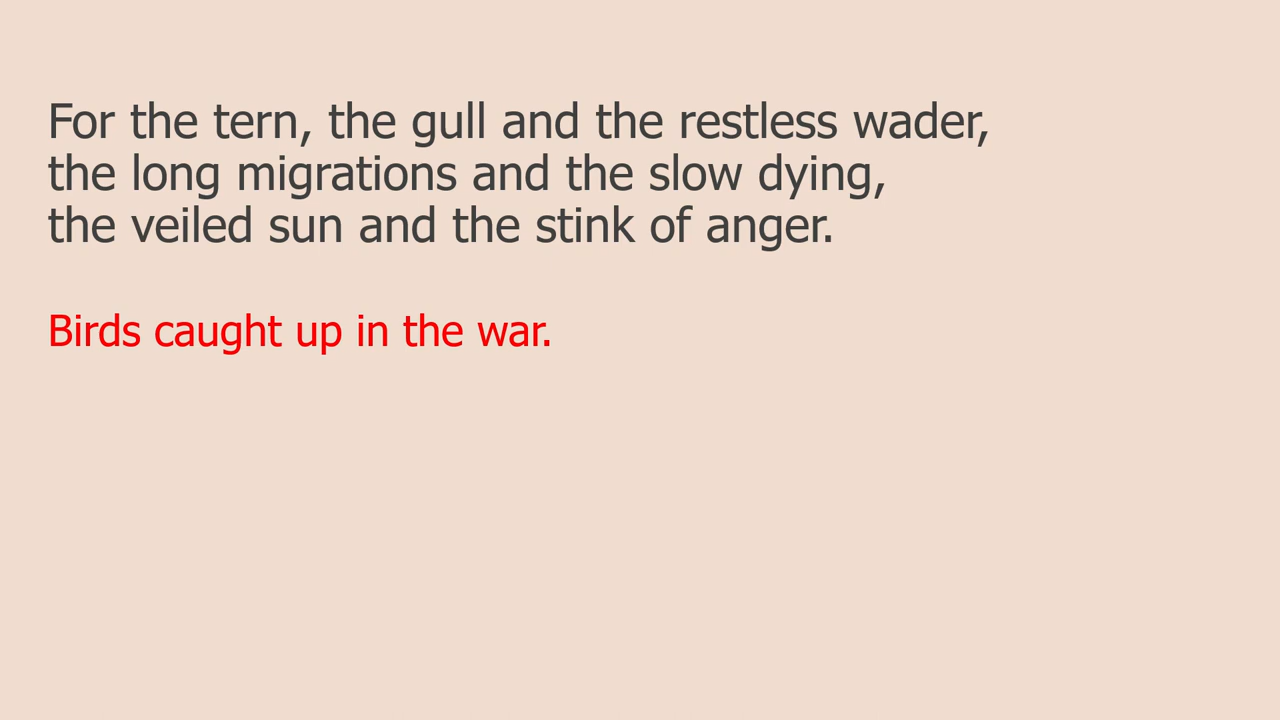 For the tern, the gull and the restless wader,
the long migrations and the slow dying,
the veiled sun and the stink of anger.
Birds caught up in the war.